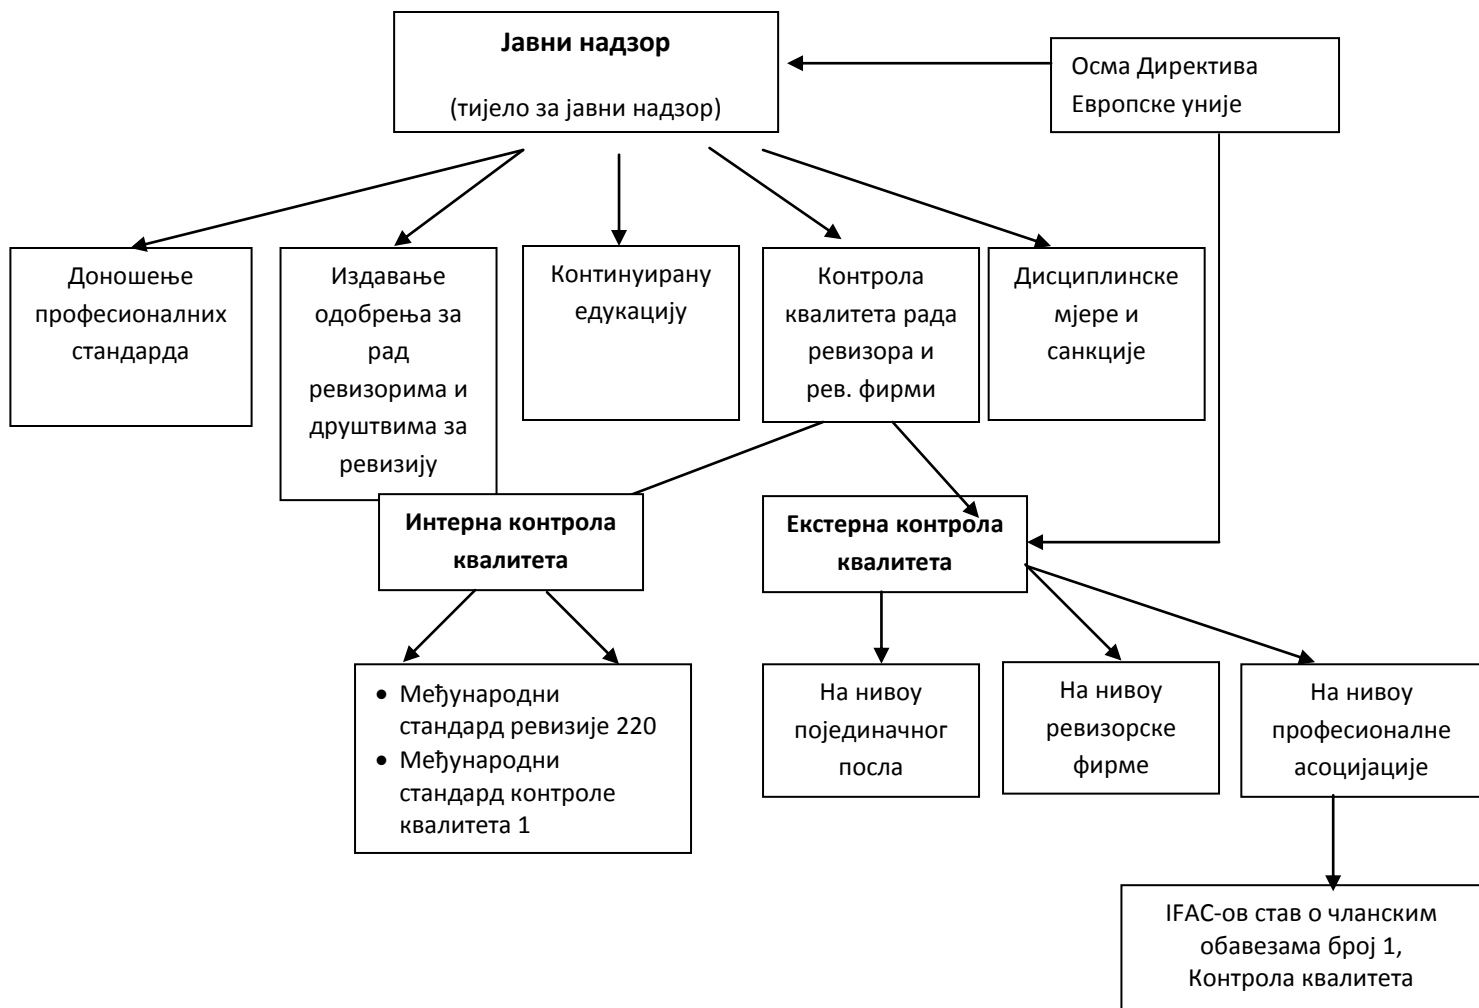 Јавни надзор
(тијело за јавни надзор)
Осма Директива
Европске уније
Доношење
професионалних
стандарда
Издавање
одобрења за
рад
ревизорима и
друштвима за
ревизију
Континуирану
едукацију
Контрола
квалитета рада
ревизора и
рев. фирми
Дисциплинске
мјере и
санкције
Интерна контрола
квалитета
Екстерна контрола
квалитета
• Међународни
стандард ревизије 220
• Међународни
стандард контроле
квалитета 1
На нивоу
појединачног
посла
На нивоу
ревизорске
фирме
На нивоу
професионалне
асоцијације
IFAC-ов став о чланским
обавезама број 1,
Контрола квалитета